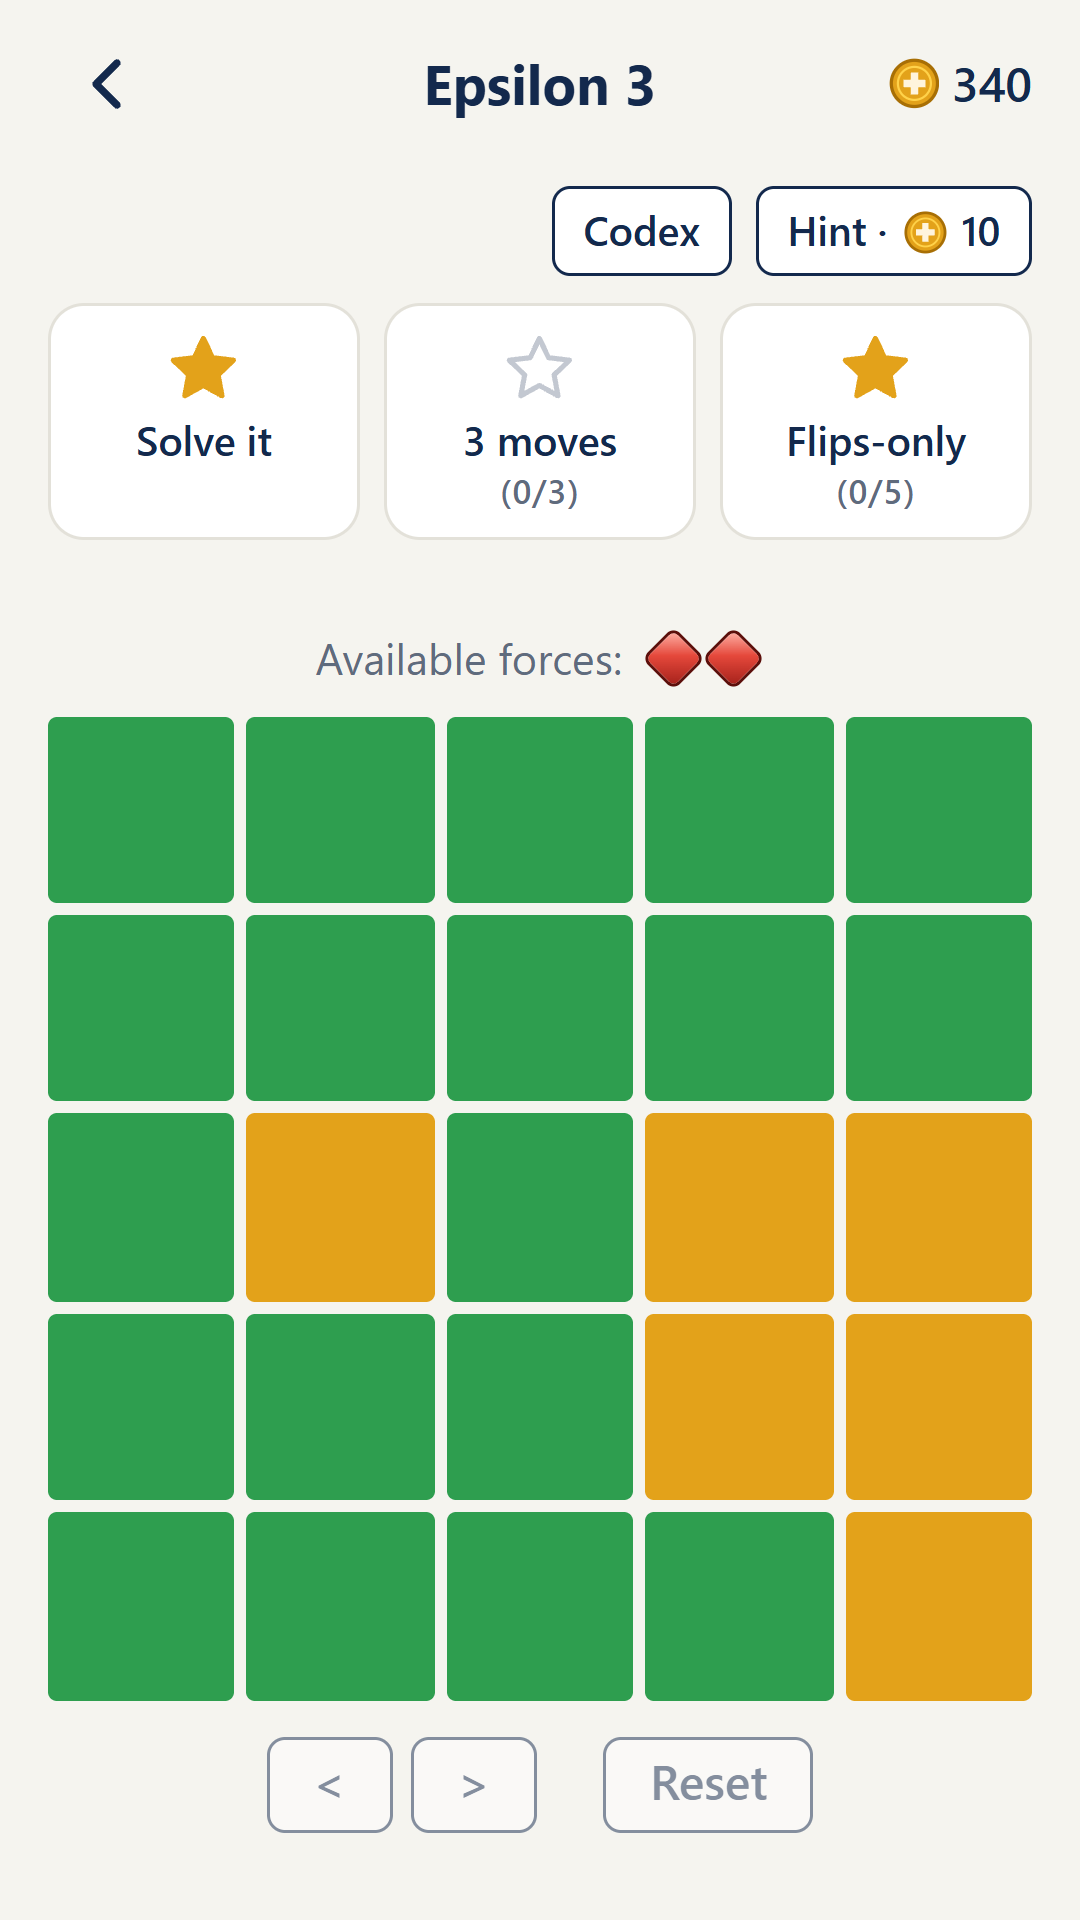 Epsilon 3
340
Codex
Hint · 10
Solve it
3 moves
(0/3)
Flips-only
(0/5)
Available forces:
<
>
Reset